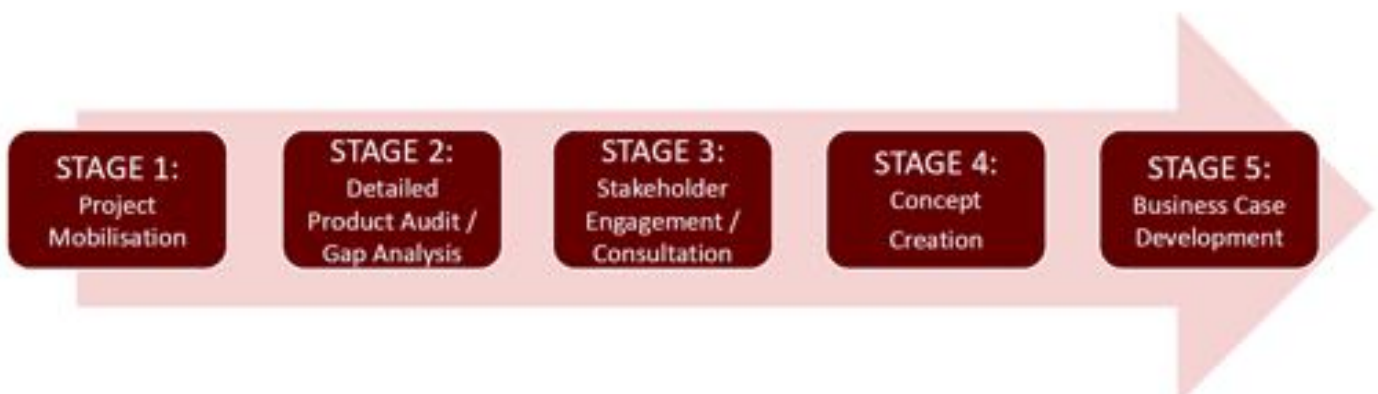 STAGE 1:
Project
Mobilisation
STAGE 2:
Detailed
Product Audit /
Gap Analysis
STAGE 3:
Stakeholder
Engagement /
Consultation
STAGE 4:
Concept
Creation
STAGE 5:
Business Case
Development